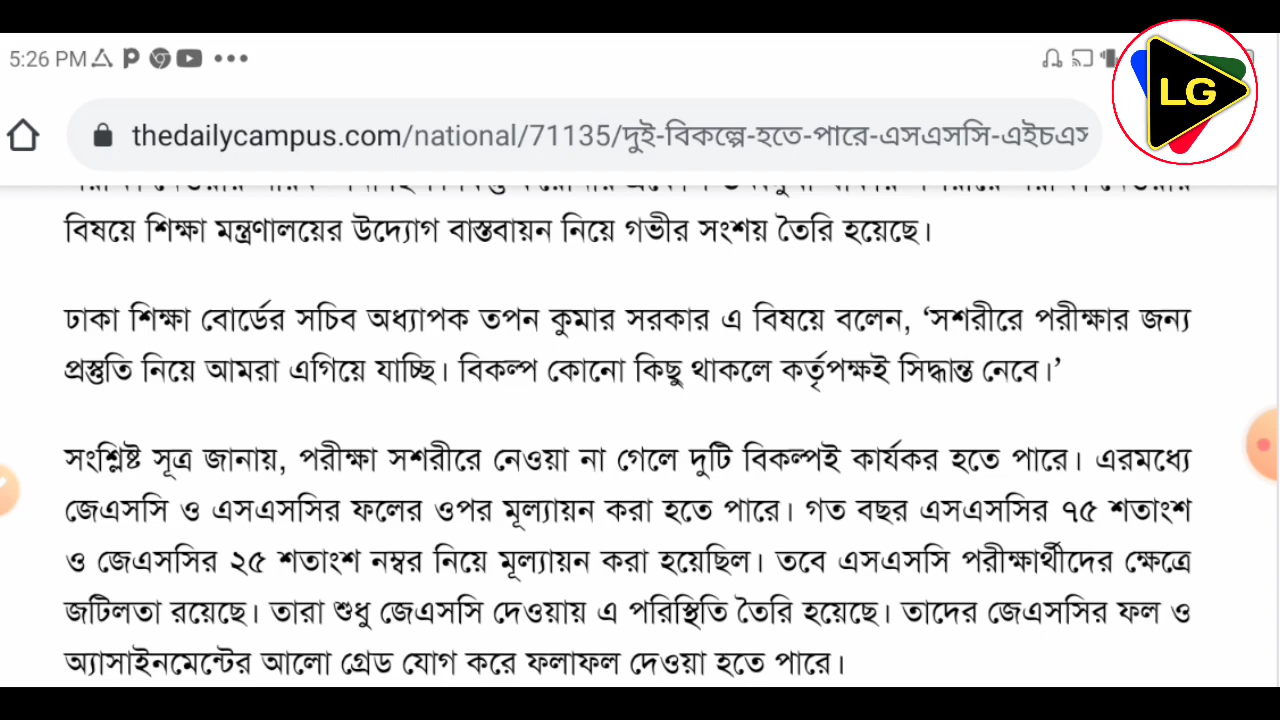 5:26 PM
LG
thedailycampus.com/national/71135/দুই-বিকল্পে-হতে-পারে-এসএসসি-এইচএস
বিষয়ে শিক্ষা মন্ত্রণালয়ের উদ্যোগ বাস্তবায়ন নিয়ে গভীর সংশয় তৈরি হয়েছে।
ঢাকা শিক্ষা বোর্ডের সচিব অধ্যাপক তপন কুমার সরকার এ বিষয়ে বলেন, ‘সশরীরে পরীক্ষার জন্য
প্রস্তুতি নিয়ে আমরা এগিয়ে যাচ্ছি। বিকল্প কোনো কিছু থাকলে কর্তৃপক্ষই সিদ্ধান্ত নেবে।’
সংশ্লিষ্ট সূত্র জানায়, পরীক্ষা সশরীরে নেওয়া না গেলে দুটি বিকল্পই কার্যকর হতে পারে। এরমধ্যে
জেএসসি ও এসএসসির ফলের ওপর মূল্যায়ন করা হতে পারে। গত বছর এসএসসির ৭৫ শতাংশ
ও জেএসসির ২৫ শতাংশ নম্বর নিয়ে মূল্যায়ন করা হয়েছিল। তবে এসএসসি পরীক্ষার্থীদের ক্ষেত্রে
জটিলতা রয়েছে। তারা শুধু জেএসসি দেওয়ায় এ পরিস্থিতি তৈরি হয়েছে। তাদের জেএসসির ফল ও
অ্যাসাইনমেন্টের আলো গ্রেড যোগ করে ফলাফল দেওয়া হতে পারে।